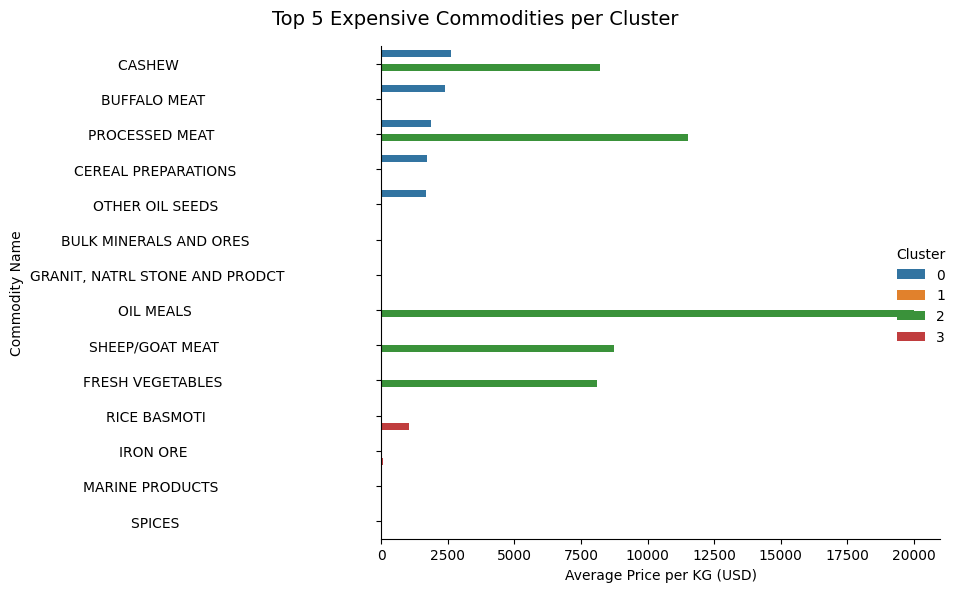 Top 5 Expensive Commodities per Cluster
CASHEW
BUFFALO MEAT
PROCESSED MEAT
CEREAL PREPARATIONS
OTHER OIL SEEDS
BULK MINERALS AND ORES
GRANIT, NATRL STONE AND PRODCT
OIL MEALS
SHEEP/GOAT MEAT
FRESH VEGETABLES
RICE BASMOTI
IRON ORE
MARINE PRODUCTS
SPICES
Commodity Name
Cluster
0
1
2
3
0 2500 5000 7500 10000 12500 15000 17500 20000
Average Price per KG (USD)